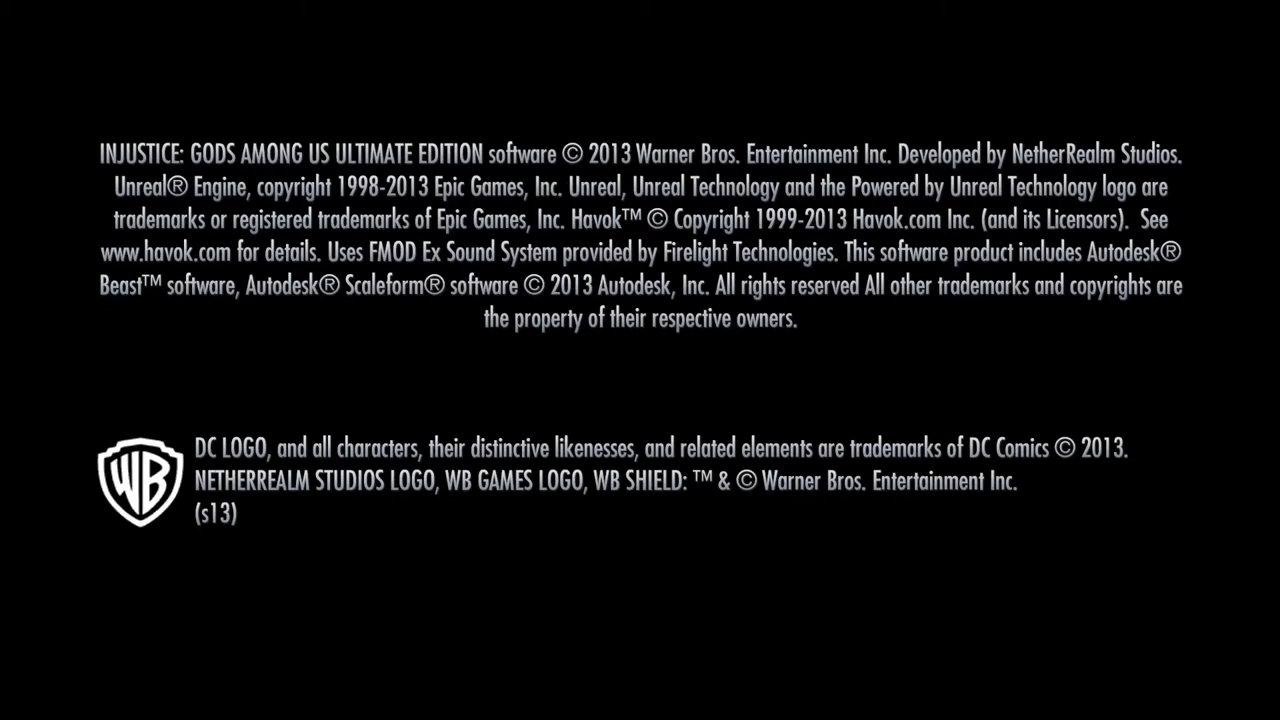 INJUSTICE: GODS AMONG US ULTIMATE EDITION software © 2013 Warner Bros. Entertainment Inc. Developed by NetherRealm Studios.
Unreal® Engine, copyright 1998-2013 Epic Games, Inc. Unreal, Unreal Technology and the Powered by Unreal Technology logo are
trademarks or registered trademarks of Epic Games, Inc. Havok™ © Copyright 1999-2013 Havok.com Inc. (and its Licensors).  See
www.havok.com for details. Uses FMOD Ex Sound System provided by Firelight Technologies. This software product includes Autodesk®
Beast™ software, Autodesk® Scaleform® software © 2013 Autodesk, Inc. All rights reserved All other trademarks and copyrights are
the property of their respective owners.
WB
DC LOGO, and all characters, their distinctive likenesses, and related elements are trademarks of DC Comics © 2013.
NETHERREALM STUDIOS LOGO, WB GAMES LOGO, WB SHIELD: ™ & © Warner Bros. Entertainment Inc.
(s13)